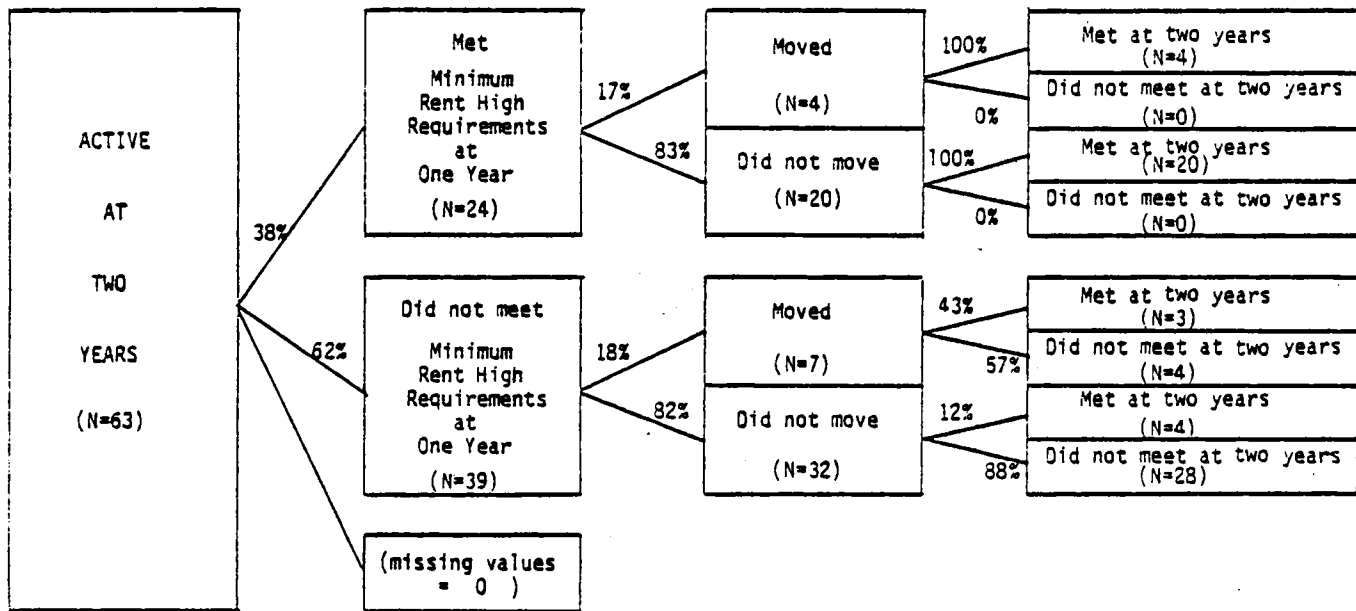 ACTIVE
AT
TWO
YEARS
(N=63)
38%
62%
Met
Minimum
Rent High
Requirements
at
One Year
(N=24)
17%
83%
Moved
(N=4)
Did not move
(N=20)
100%
0%
100%
0%
Met at two years
(N=4)
Did not meet at two years
(N=0)
Met at two years
(N=20)
Did not meet at two years
(N=0)
Did not meet
Minimum
Rent High
Requirements
at
One Year
(N=39)
18%
82%
Moved
(N=7)
Did not move
(N=32)
43%
57%
12%
88%
Met at two years
(N=3)
Did not meet at two years
(N=4)
Met at two years
(N=4)
Did not meet at two years
(N=28)
(missing values
= 0 )